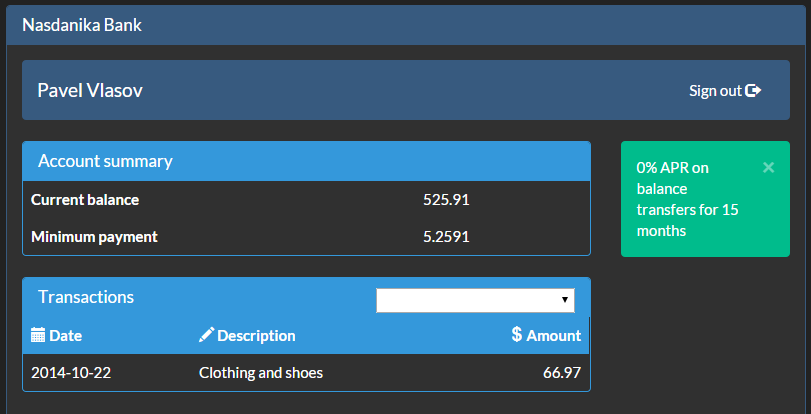 Nasdanika Bank
Pavel Vlasov
Sign out
Account summary
Current balance 525.91
Minimum payment 5.2591
0% APR on
balance
transfers for 15
months
Transactions
Date Description $ Amount
2014-10-22 Clothing and shoes 66.97